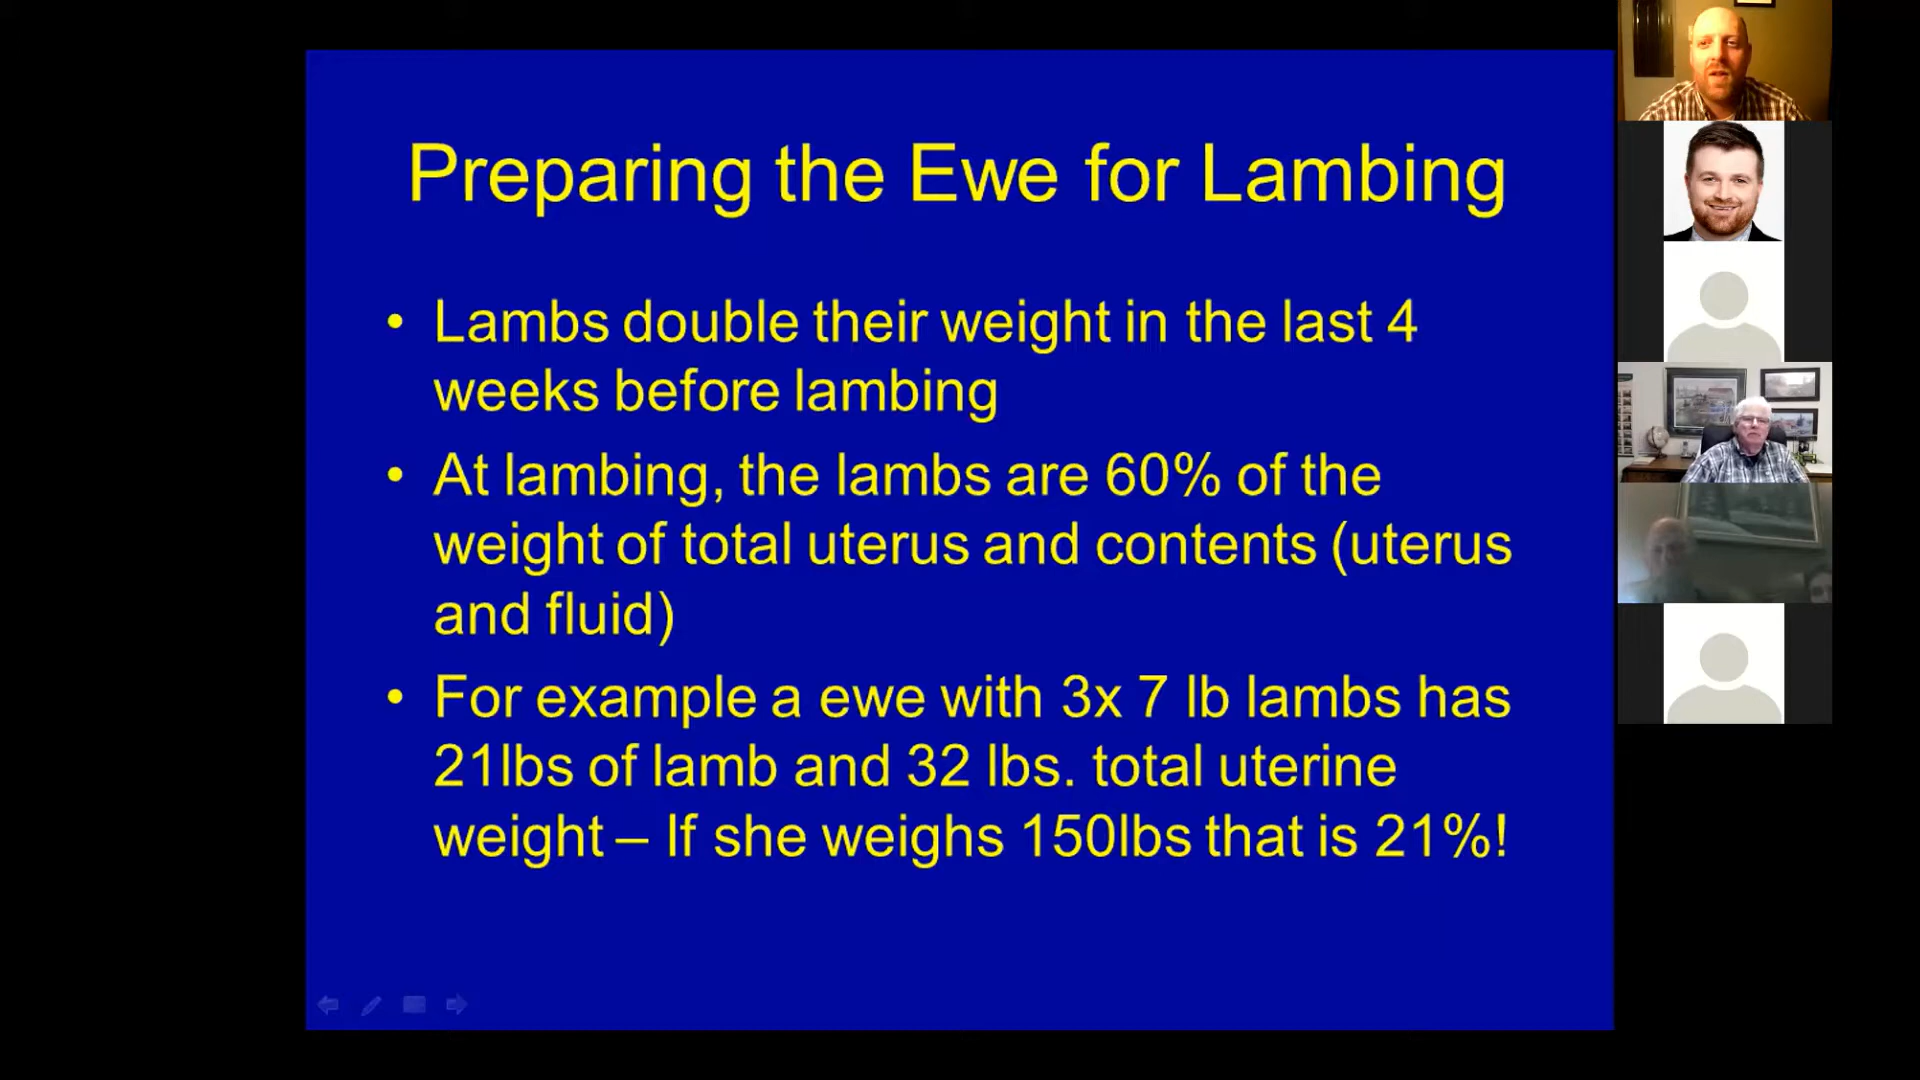 Preparing the Ewe for Lambing
• Lambs double their weight in the last 4
weeks before lambing
• At lambing, the lambs are 60% of the
weight of total uterus and contents (uterus
and fluid)
• For example a ewe with 3x 7 lb lambs has
21lbs of lamb and 32 lbs. total uterine
weight – If she weighs 150lbs that is 21%!